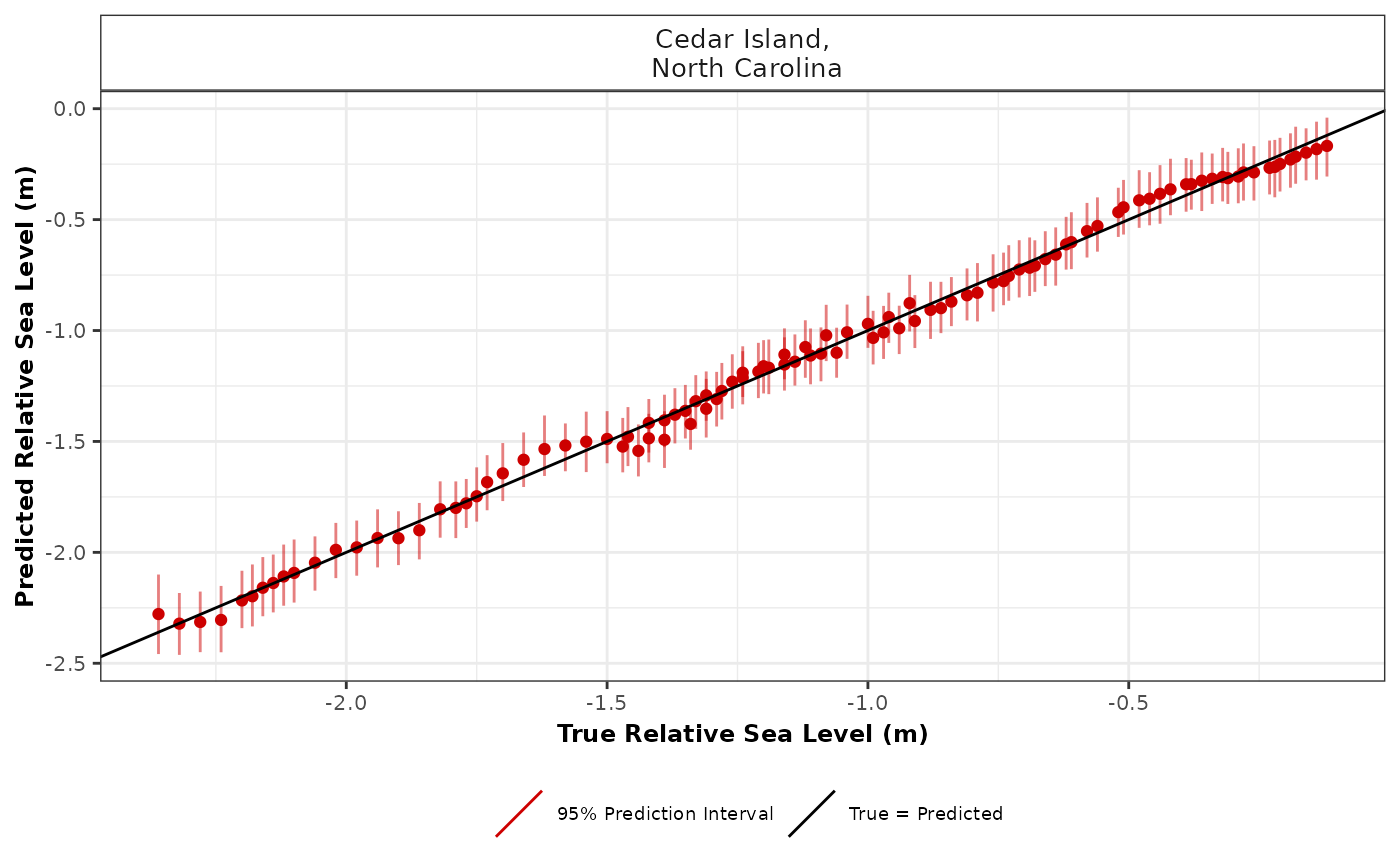 Cedar Island,
North Carolina
0.0
-0.5
-1.0
-1.5
-2.0
-2.5
Predicted Relative Sea Level (m)
-2.0 -1.5 -1.0 -0.5
True Relative Sea Level (m)
95% Prediction Interval True = Predicted